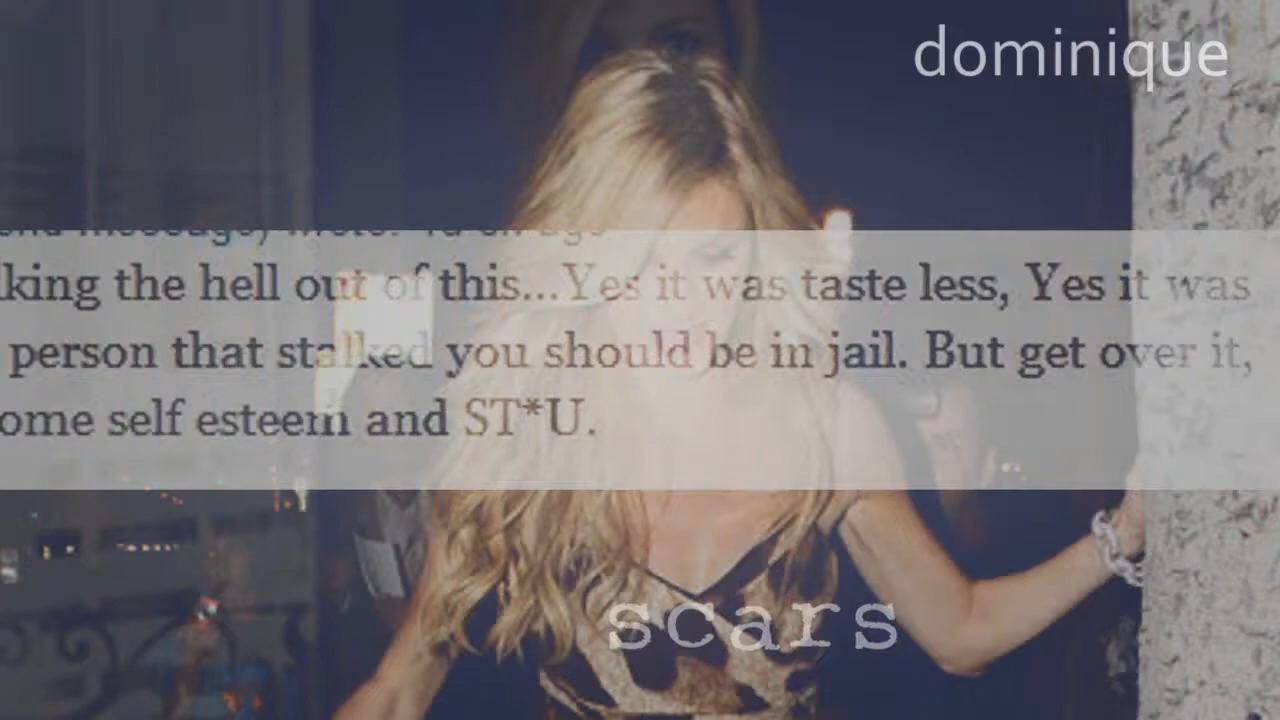 dominique
lking the hell out of this...Yes it was taste less, Yes it was
person that stalked you should be in jail. But get over it,
ome self esteem and ST*U.
scars